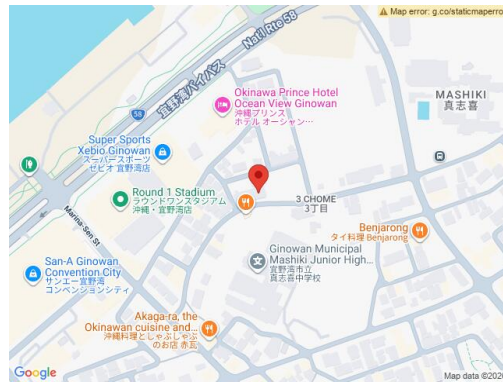 Map error: g.co/staticmaperro
Nat'l Rte 58
宜野湾バイパス
58
Okinawa Prince Hotel
Ocean View Ginowan
沖縄プリンス
ホテル オーシャン…
MASHIKI
真志喜
Super Sports
Xebio Ginowan
スーパースポーツ
ゼビオ 宜野湾店
Round 1 Stadium
ラウンドワンスタジアム
沖縄・宜野湾店
3 CHOME
3丁目
Marina-Sen St
Benjarong
タイ料理 Benjarong
Ginowan Municipal
Mashiki Junior High...
宜野湾市立
真志喜中学校
San-A Ginowan
Convention City
サンエー宜野湾
コンベンションシティ
Akaga-ra, the
Okinawan cuisine and...
沖縄料理としゃぶしゃぶ
のお店 赤瓦
Google
Map data ©202